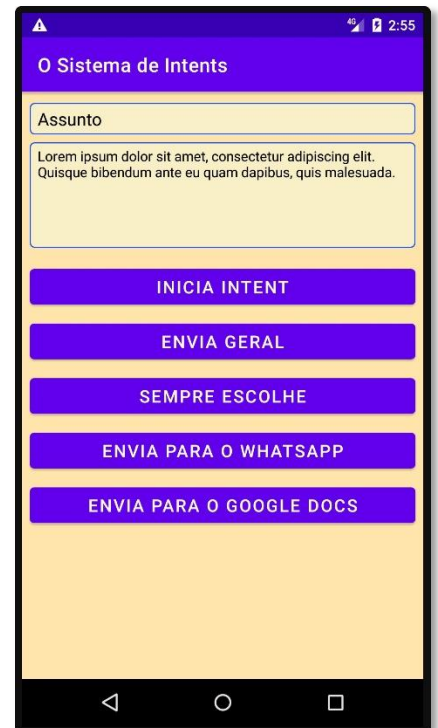 4G 2:55
O Sistema de Intents
Assunto
Lorem ipsum dolor sit amet, consectetur adipiscing elit.
Quisque bibendum ante eu quam dapibus, quis malesuada.
INICIA INTENT
ENVIA GERAL
SEMPRE ESCOLHE
ENVIA PARA O WHATSAPP
ENVIA PARA O GOOGLE DOCS